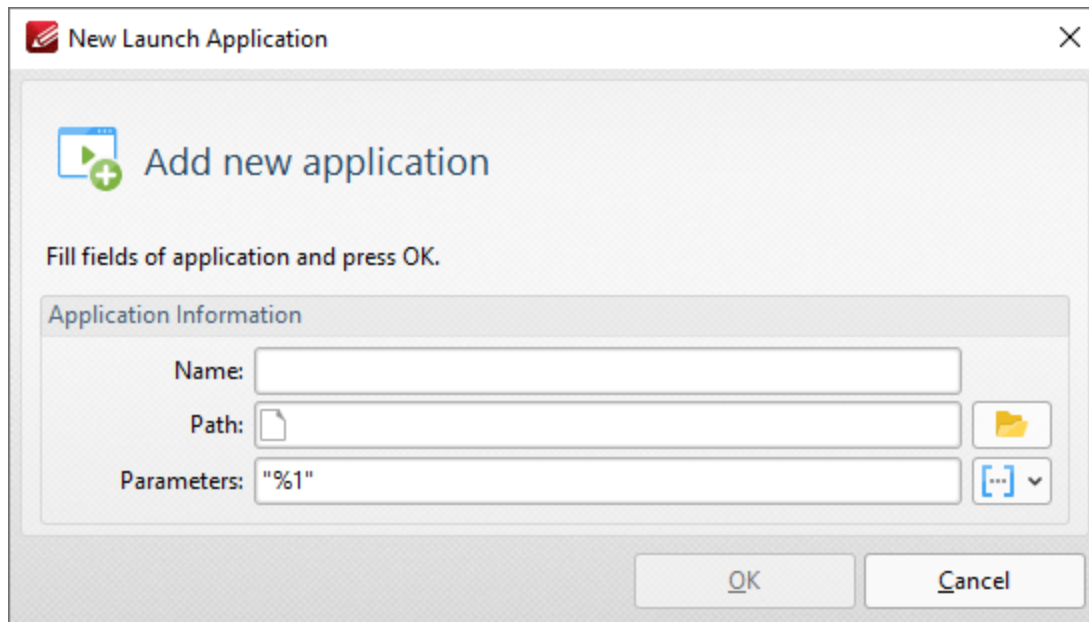 New Launch Application
Add new application
Fill fields of application and press OK.
Application Information
Name:
Path:
Parameters: "%1"
OK Cancel